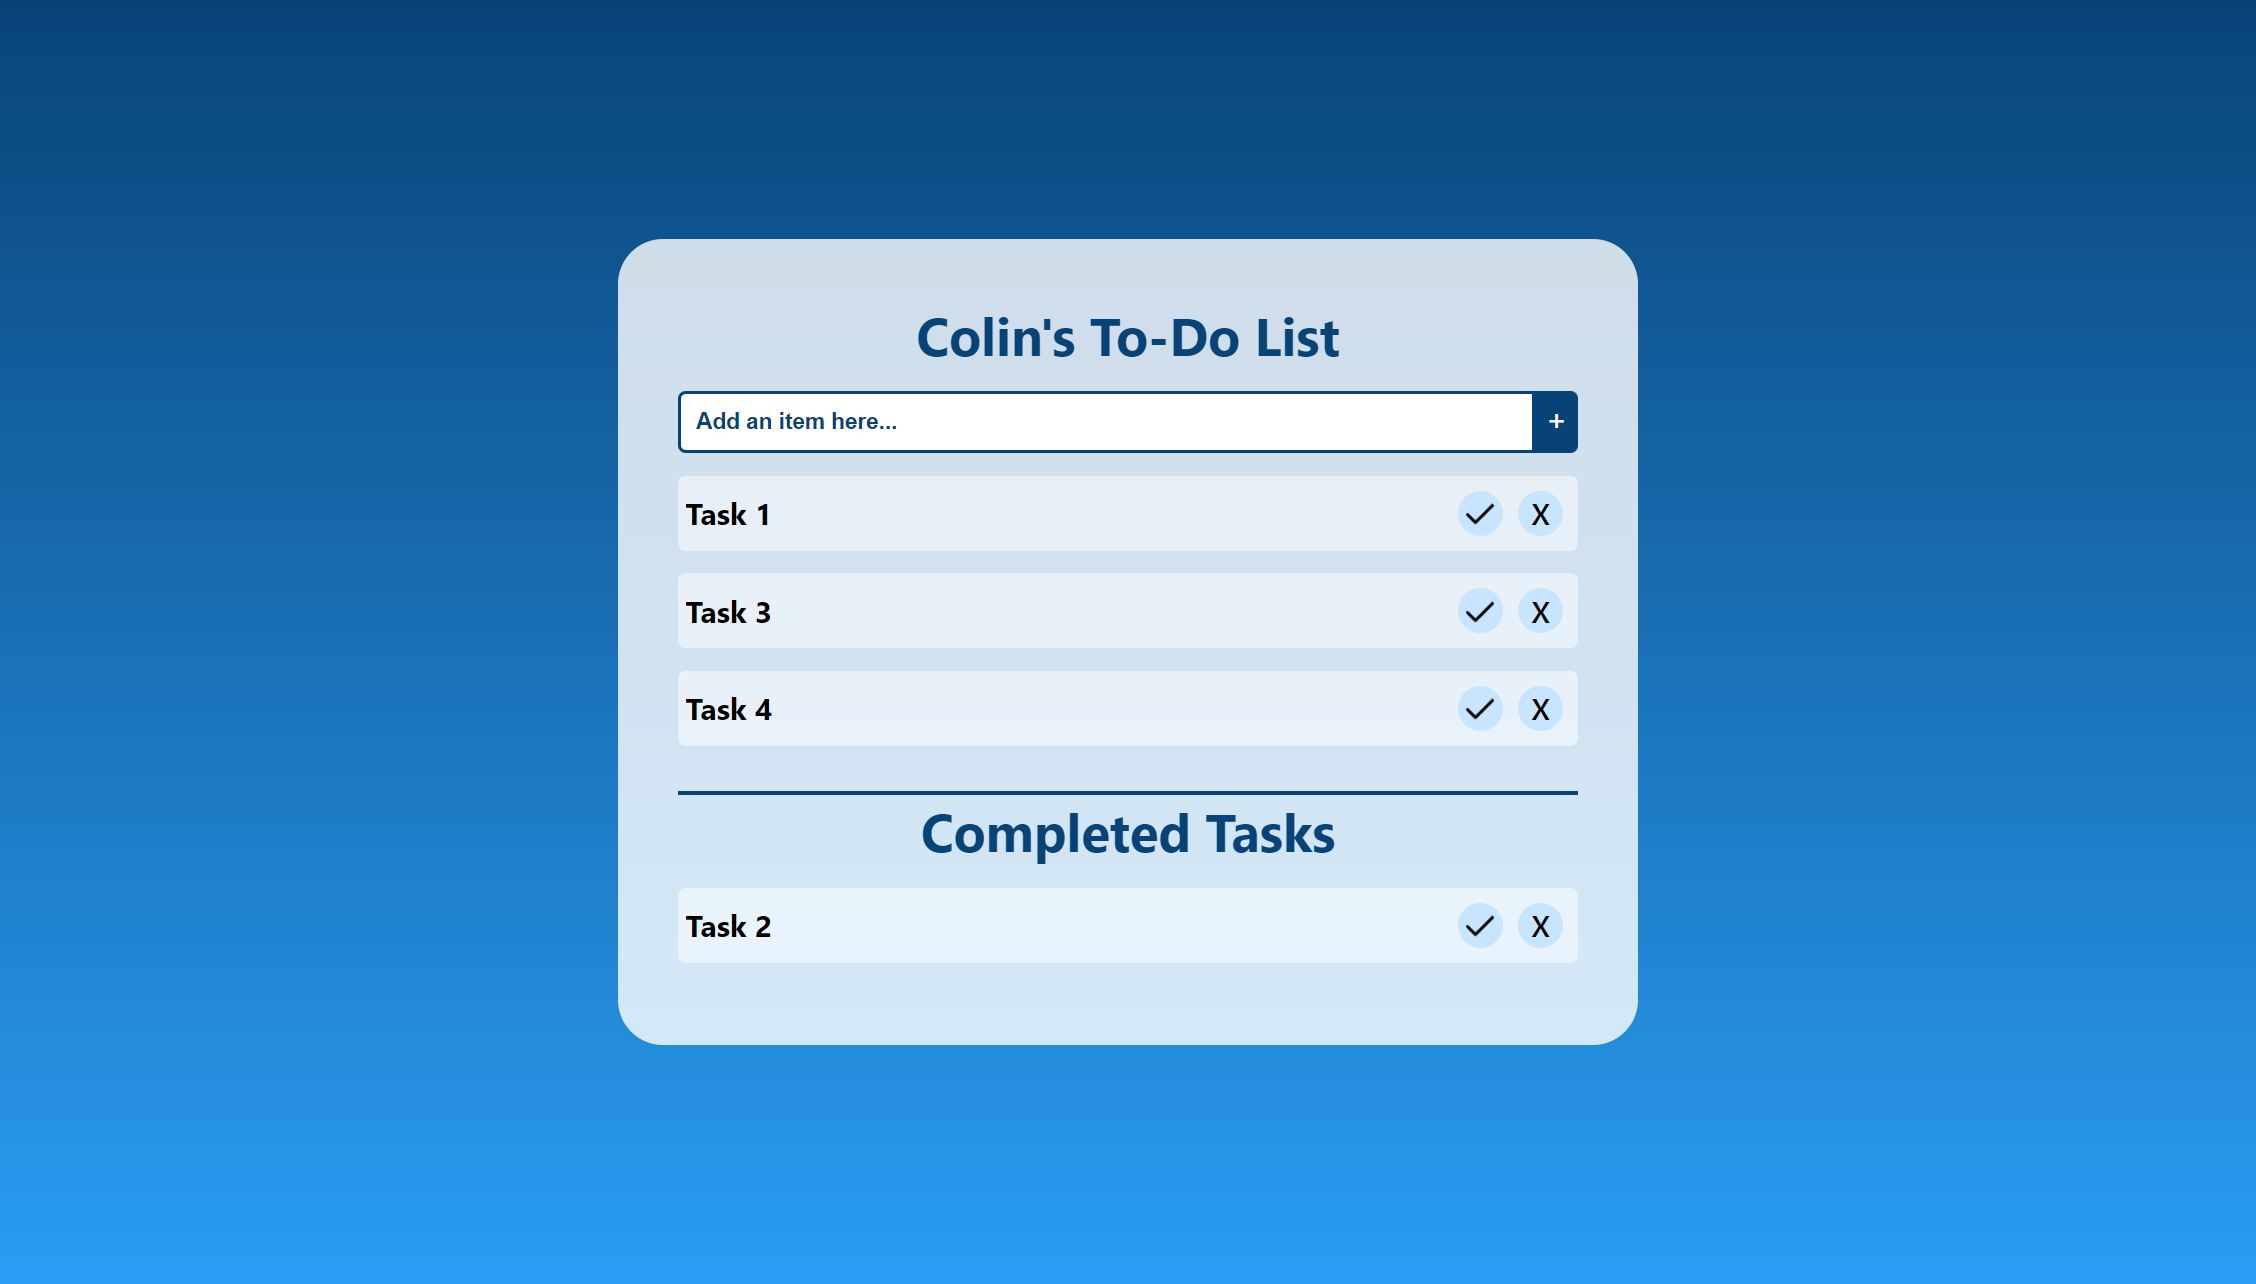 Colin's To-Do List
Add an item here...
+
Task 1
X
Task 3
X
Task 4
X
Completed Tasks
Task 2
X